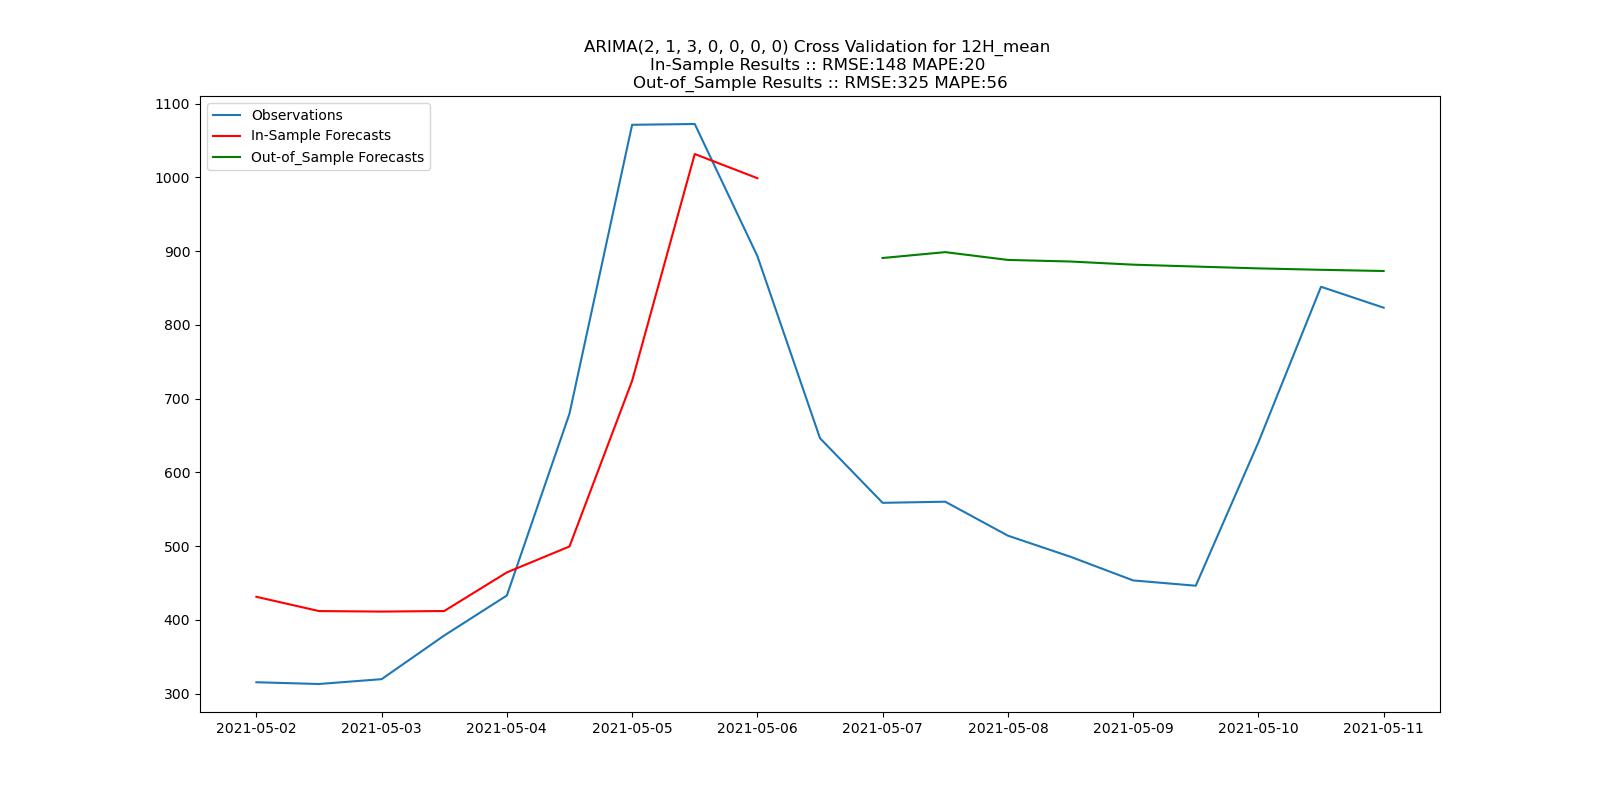 ARIMA(2, 1, 3, 0, 0, 0, 0) Cross Validation for 12H_mean
In-Sample Results :: RMSE:148 MAPE:20
Out-of_Sample Results :: RMSE:325 MAPE:56
Observations
In-Sample Forecasts
Out-of_Sample Forecasts
1100
1000
900
800
700
600
500
400
300
2021-05-02 2021-05-03 2021-05-04 2021-05-05 2021-05-06 2021-05-07 2021-05-08 2021-05-09 2021-05-10 2021-05-11